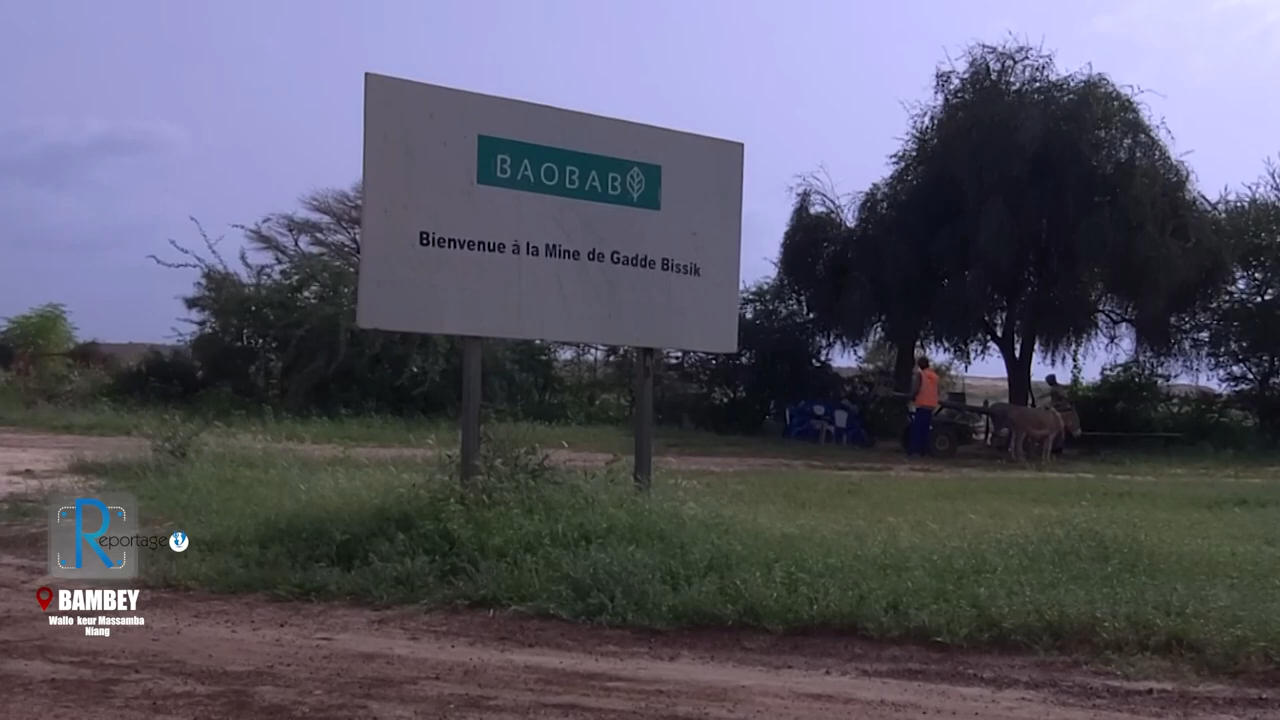 BAOBAB
Bienvenue à la Mine de Gadde Bissik
Reportage
BAMBEY
Wallo keur Massamba
Niang